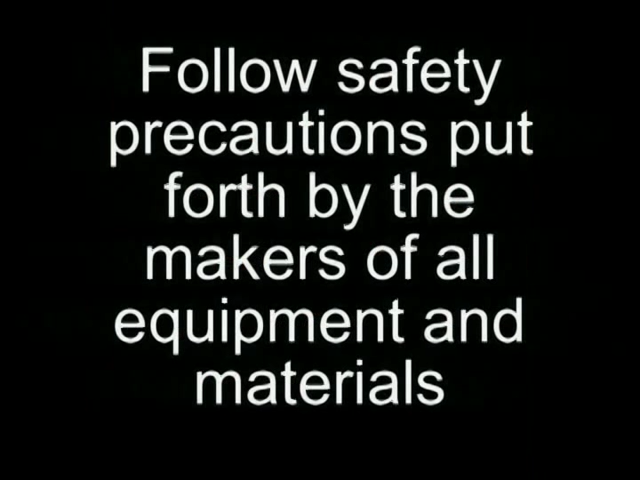 Follow safety
precautions put
forth by the
makers of all
equipment and
materials